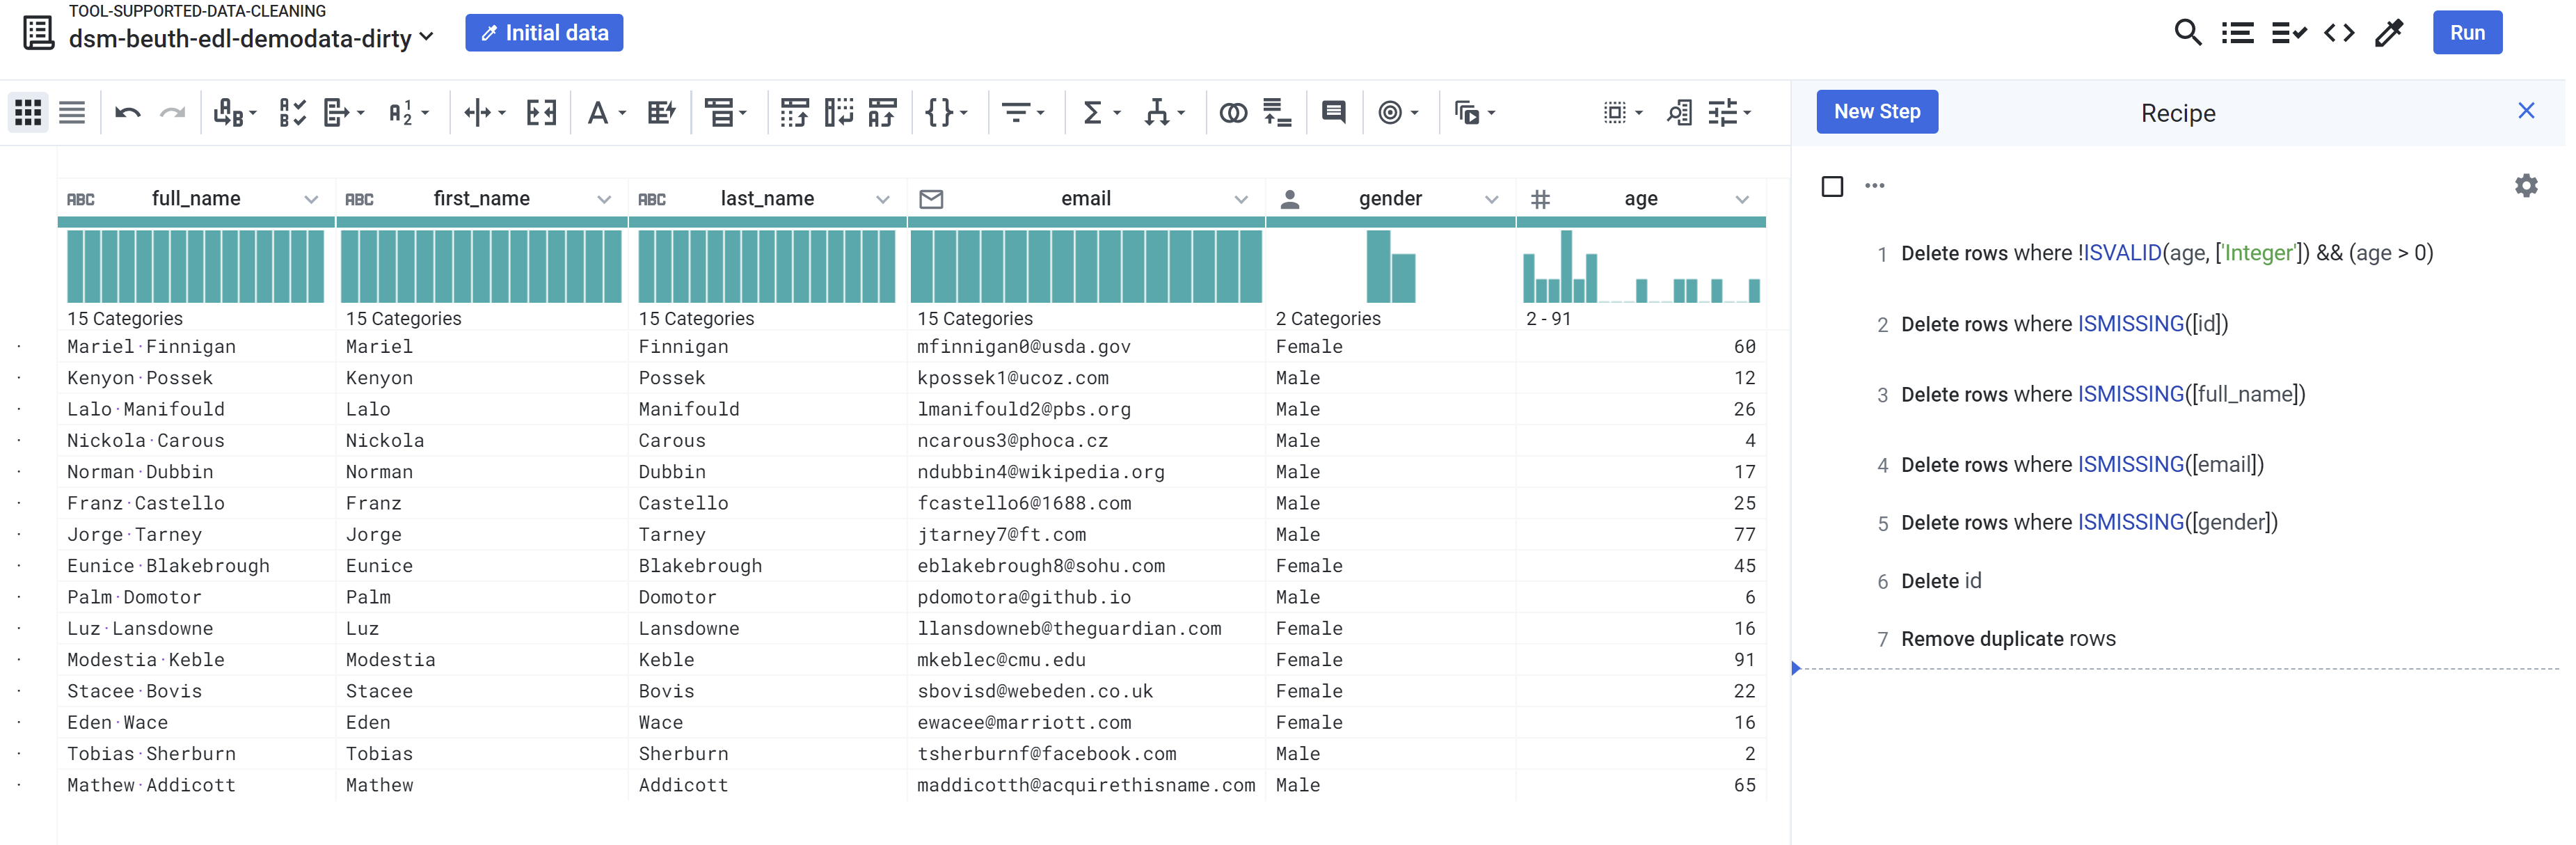 TOOL-SUPPORTED-DATA-CLEANING
dsm-beuth-edl-demodata-dirty
Initial data
Run
New Step
Recipe
ABC full_name ABC first_name ABC last_name email gender # age
15 Categories 15 Categories 15 Categories 15 Categories 2 Categories 2 - 91
Mariel·Finnigan Mariel Finnigan mfinnigan0@usda.gov Female 60
Kenyon·Possek Kenyon Possek kpossek1@ucoz.com Male 12
Lalo·Manifould Lalo Manifould lmanifould2@pbs.org Male 26
Nickola·Carous Nickola Carous ncarous3@phoca.cz Male 4
Norman·Dubbin Norman Dubbin ndubbin4@wikipedia.org Male 17
Franz·Castello Franz Castello fcastello6@1688.com Male 25
Jorge·Tarney Jorge Tarney jtarney7@ft.com Male 77
Eunice·Blakebrough Eunice Blakebrough eblakebrough8@sohu.com Female 45
Palm·Domotor Palm Domotor pdomotora@github.io Male 6
Luz·Lansdowne Luz Lansdowne llansdowneb@theguardian.com Female 16
Modestia·Keble Modestia Keble mkeblec@cmu.edu Female 91
Stacee·Bovis Stacee Bovis sbovisd@webeden.co.uk Female 22
Eden·Wace Eden Wace ewacee@marriott.com Female 16
Tobias·Sherburn Tobias Sherburn tsherburnf@facebook.com Male 2
Mathew·Addicott Mathew Addicott maddicotth@acquirethisname.com Male 65
1 Delete rows where !ISVALID(age, ['Integer']) && (age > 0)
2 Delete rows where ISMISSING([id])
3 Delete rows where ISMISSING([full_name])
4 Delete rows where ISMISSING([email])
5 Delete rows where ISMISSING([gender])
6 Delete id
7 Remove duplicate rows